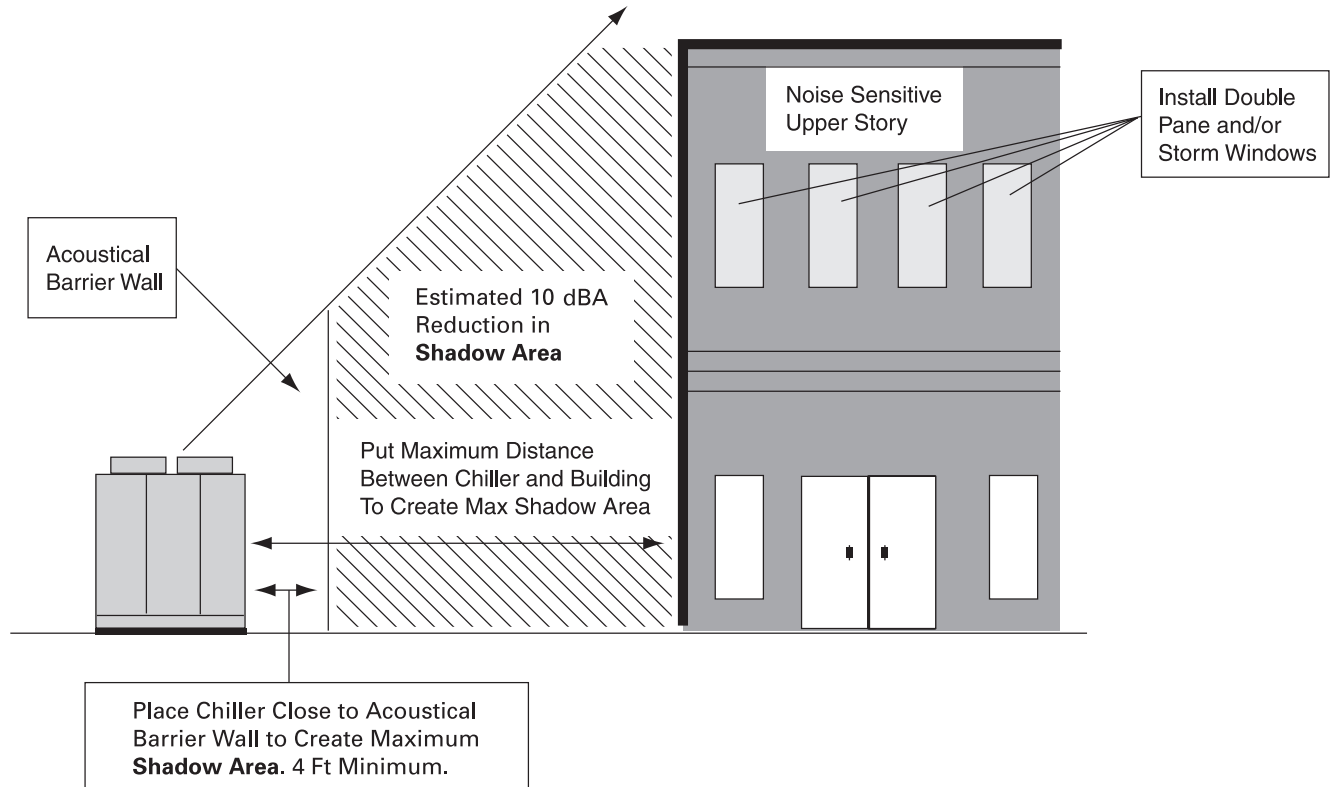 Noise Sensitive
Upper Story
Install Double
Pane and/or
Storm Windows
Acoustical
Barrier Wall
Estimated 10 dBA
Reduction in
Shadow Area
Put Maximum Distance
Between Chiller and Building
To Create Max Shadow Area
Place Chiller Close to Acoustical
Barrier Wall to Create Maximum
Shadow Area. 4 Ft Minimum.